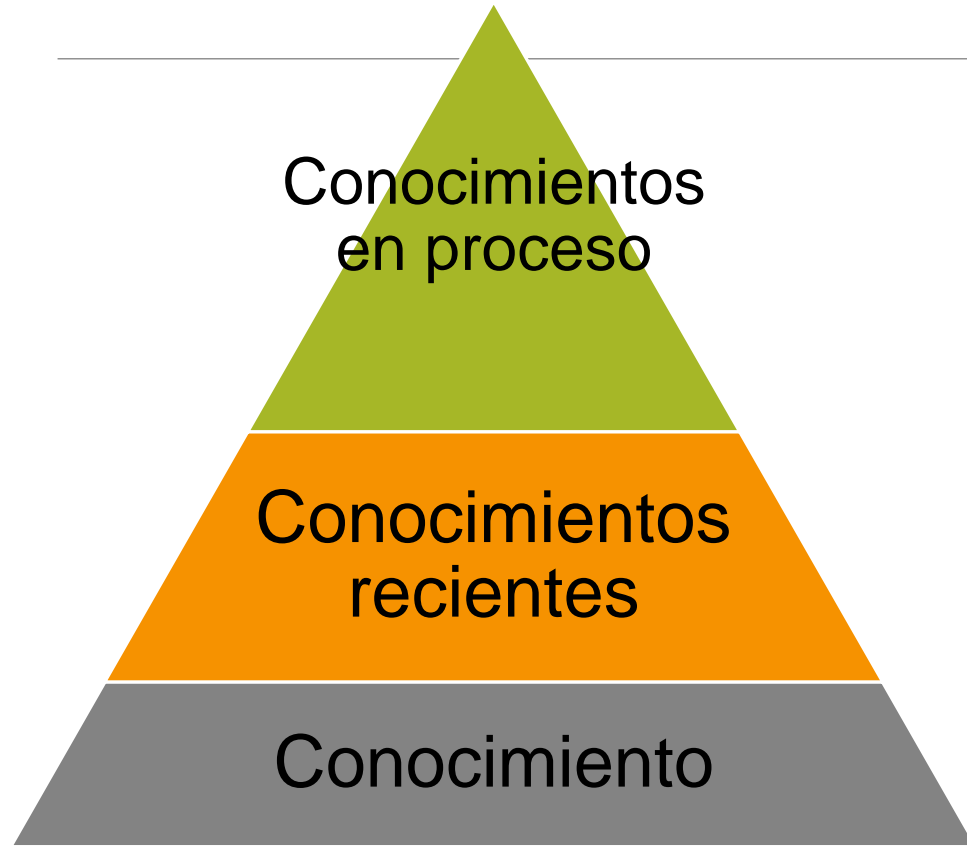 Conocimientos
en proceso
Conocimientos
recientes
Conocimiento